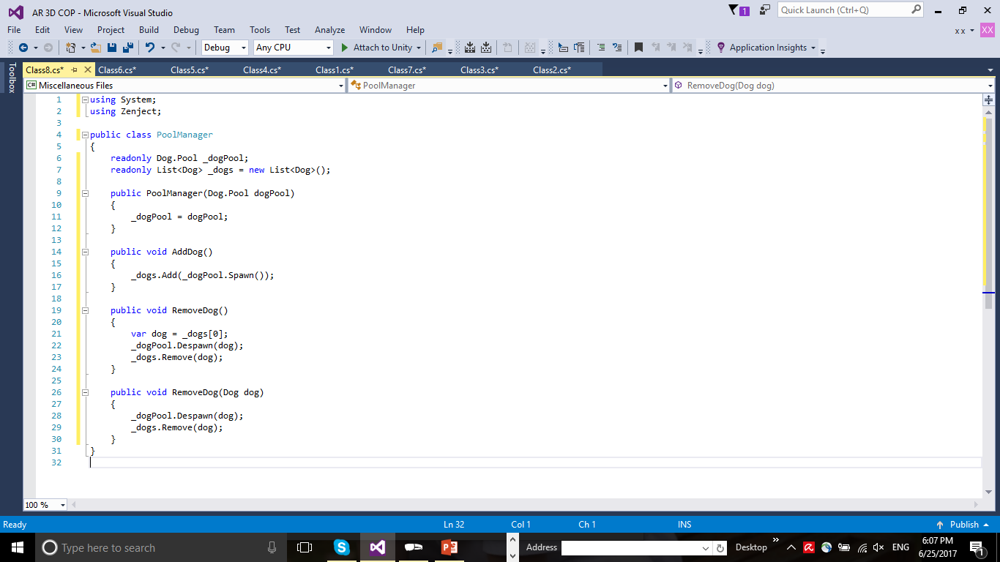 AR 3D COP - Microsoft Visual Studio
1
Quick Launch (Ctrl+Q)
File Edit View Project Build Debug Team Tools Test Analyze Window Help
x x
XX
Debug Any CPU Attach to Unity Application Insights
Toolbox
Class8.cs* Class6.cs* Class5.cs* Class4.cs* Class1.cs* Class7.cs* Class3.cs* Class2.cs*
C# Miscellaneous Files PoolManager RemoveDog(Dog dog)
1 using System;
2 using Zenject;
3
4 public class PoolManager
5 {
6 readonly Dog.Pool _dogPool;
7 readonly List<Dog> _dogs = new List<Dog>();
8
9 public PoolManager(Dog.Pool dogPool)
10 {
11 _dogPool = dogPool;
12 }
13
14 public void AddDog()
15 {
16 _dogs.Add(_dogPool.Spawn());
17 }
18
19 public void RemoveDog()
20 {
21 var dog = _dogs[0];
22 _dogPool.Despawn(dog);
23 _dogs.Remove(dog);
24 }
25
26 public void RemoveDog(Dog dog)
27 {
28 _dogPool.Despawn(dog);
29 _dogs.Remove(dog);
30 }
31 }
32
100 %
Ready Ln 32 Col 1 Ch 1 INS Publish
Type here to search Address Desktop ENG 6:07 PM
6/25/2017
1